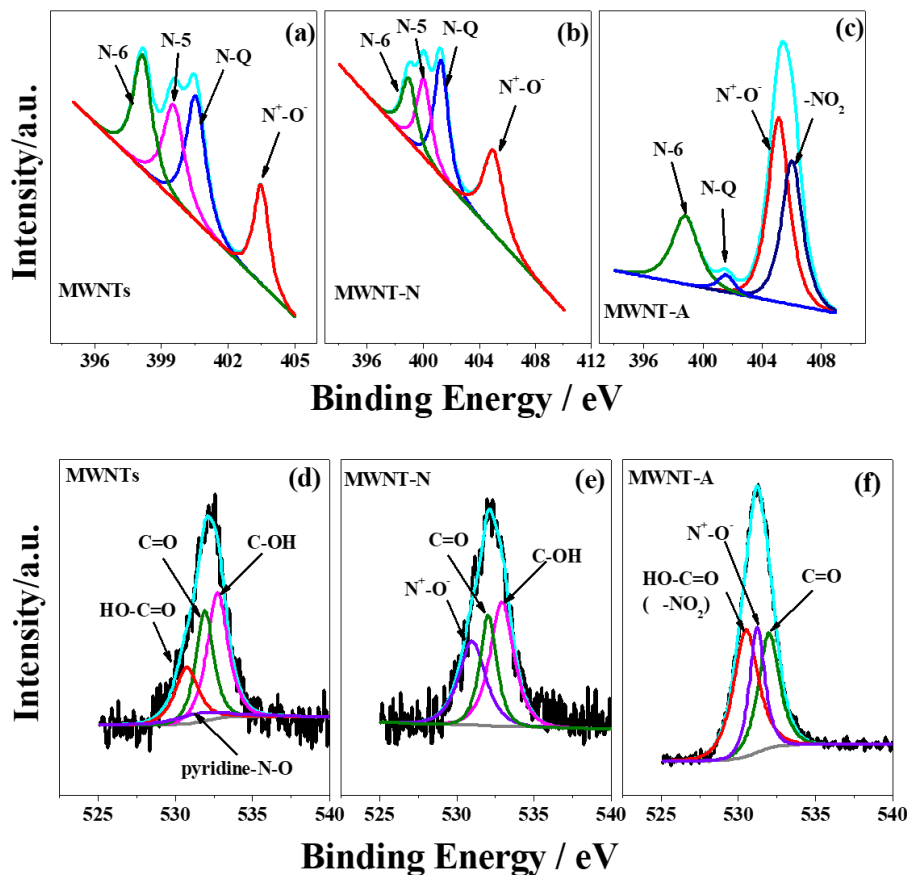 (a)
N-6
N-5
N-Q
N⁺-O⁻
MWNTs
396
399
402
405
(b)
N-6
N-5
N-Q
N⁺-O⁻
MWNT-N
396
400
404
408
412
(c)
N⁺-O⁻
-NO₂
N-6
N-Q
MWNT-A
396
400
404
408
Intensity/a.u.
Binding Energy / eV
MWNTs
(d)
C=O
C-OH
HO-C=O
pyridine-N-O
525
530
535
540
MWNT-N
(e)
C=O
C-OH
N⁺-O⁻
525
530
535
540
MWNT-A
(f)
N⁺-O⁻
HO-C=O
( -NO₂)
C=O
525
530
535
540
Intensity/a.u.
Binding Energy / eV